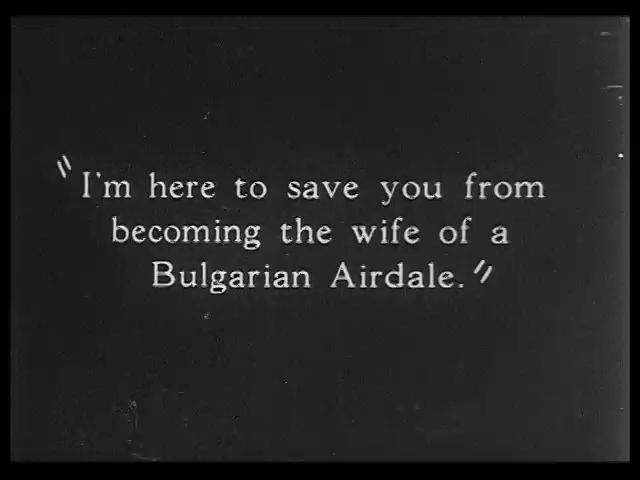 "I'm here to save you from
becoming the wife of a
Bulgarian Airdale."